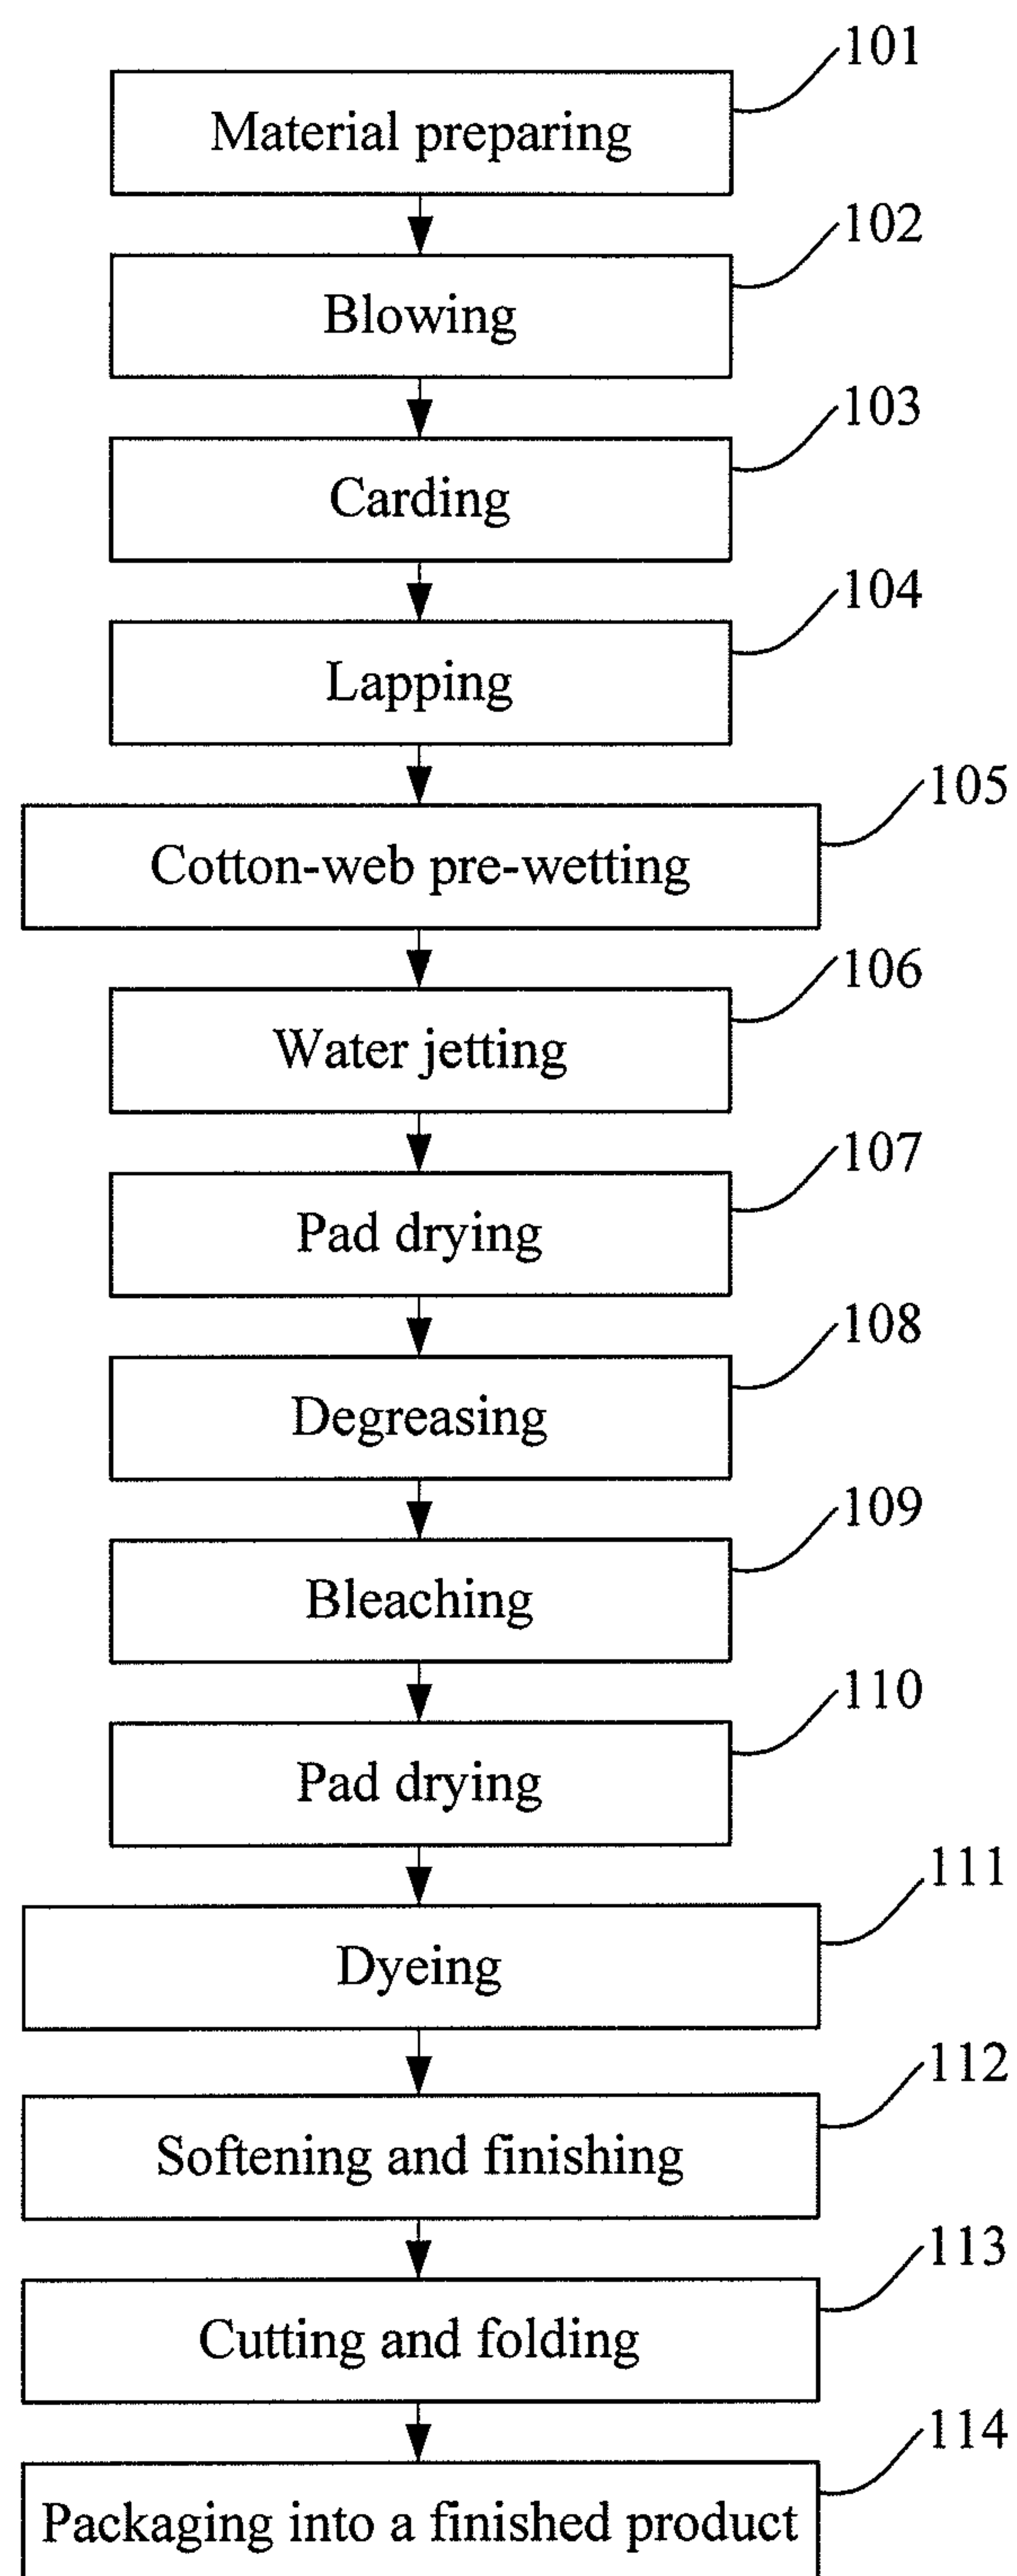 101
Material preparing
102
Blowing
103
Carding
104
Lapping
105
Cotton-web pre-wetting
106
Water jetting
107
Pad drying
108
Degreasing
109
Bleaching
110
Pad drying
111
Dyeing
112
Softening and finishing
113
Cutting and folding
114
Packaging into a finished product